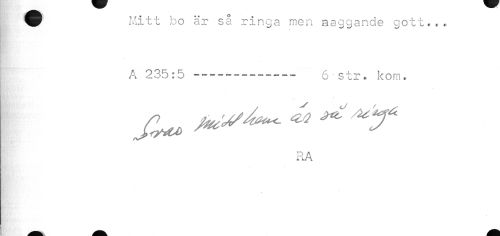 Mitt bo är så ringa men naggande gott...
A 235:5 ------------- 6 str. kom.
Svar mitt hem är så ringa
RA